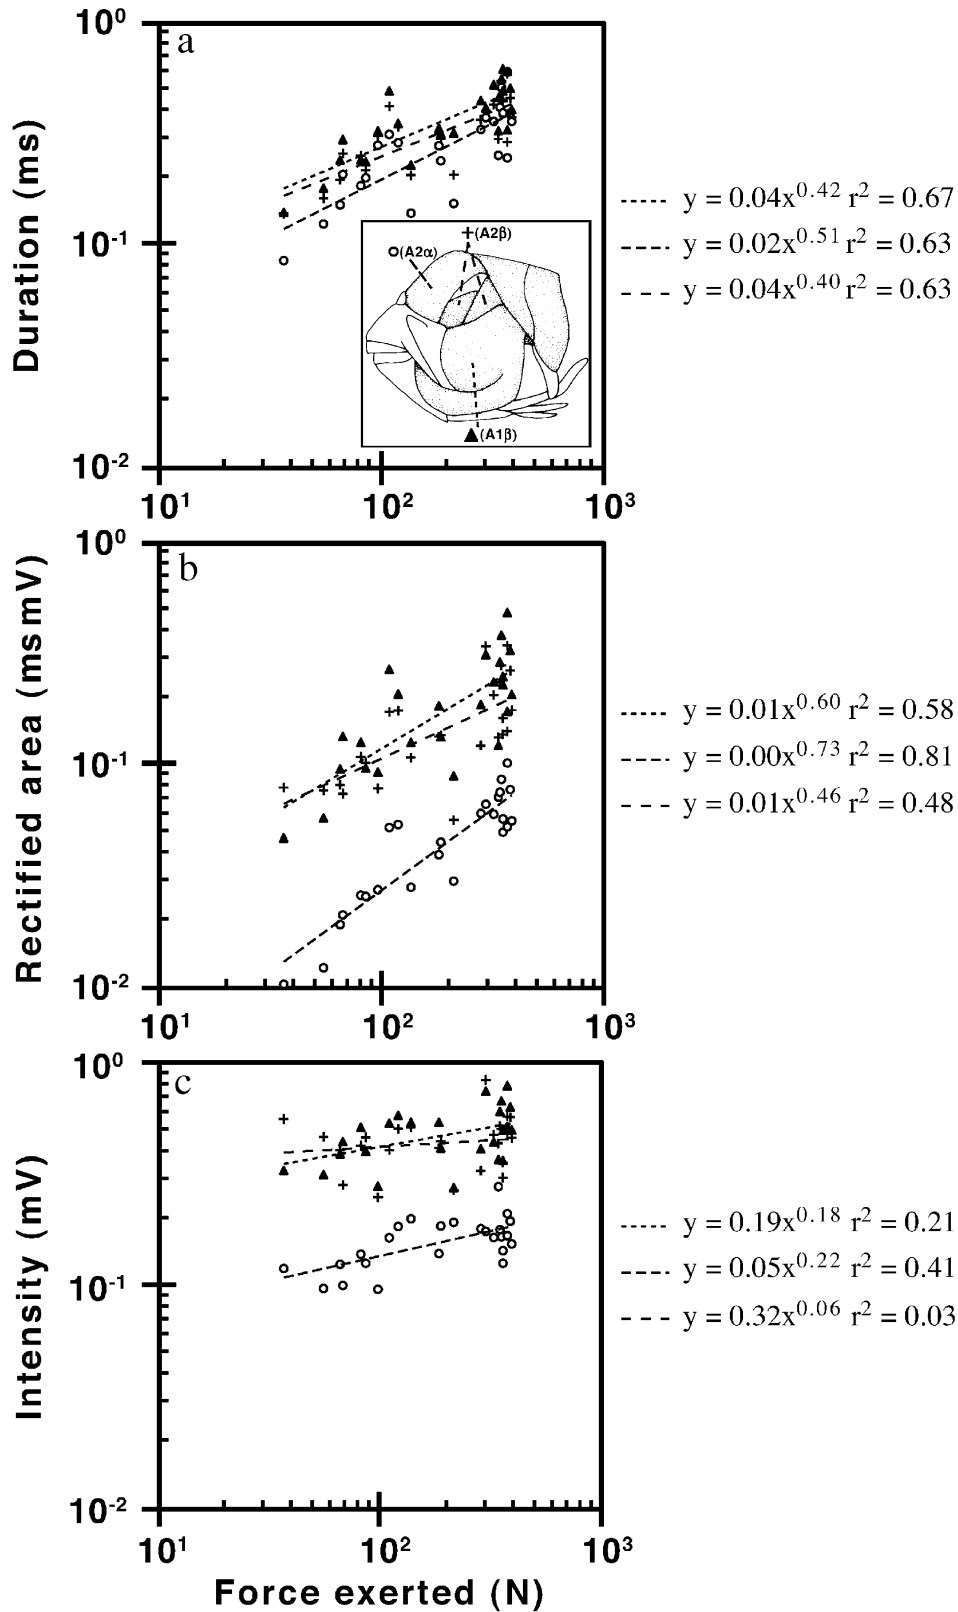 a
Duration (ms)
10^0
10^-1
10^-2
10^1
10^2
10^3
+(A2β)
o(A2α)
▲(A1β)
y = 0.04x^0.42 r^2 = 0.67
y = 0.02x^0.51 r^2 = 0.63
y = 0.04x^0.40 r^2 = 0.63
b
Rectified area (msmV)
10^0
10^-1
10^-2
10^1
10^2
10^3
y = 0.01x^0.60 r^2 = 0.58
y = 0.00x^0.73 r^2 = 0.81
y = 0.01x^0.46 r^2 = 0.48
c
Intensity (mV)
10^0
10^-1
10^-2
10^1
10^2
10^3
y = 0.19x^0.18 r^2 = 0.21
y = 0.05x^0.22 r^2 = 0.41
y = 0.32x^0.06 r^2 = 0.03
Force exerted (N)